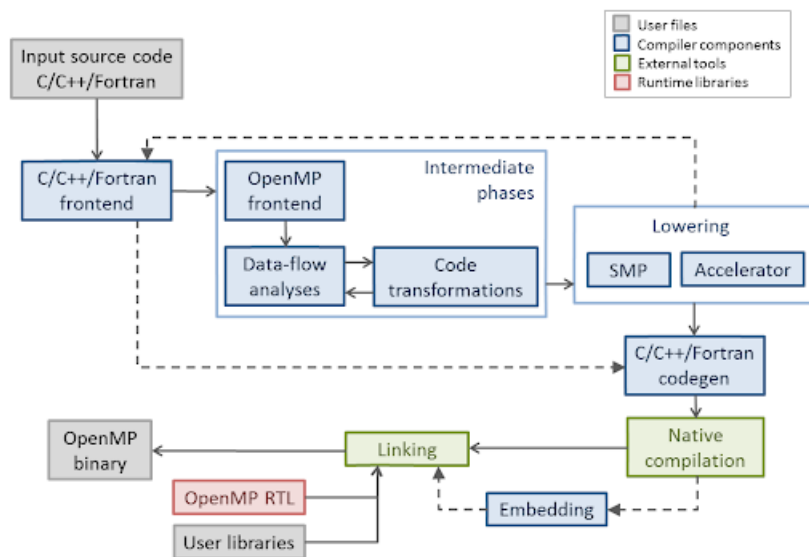 User files
Compiler components
External tools
Runtime libraries
Input source code
C/C++/Fortran
C/C++/Fortran
frontend
Intermediate
phases
OpenMP
frontend
Data-flow
analyses
Code
transformations
Lowering
SMP
Accelerator
C/C++/Fortran
codegen
Native
compilation
Linking
OpenMP
binary
OpenMP RTL
Embedding
User libraries